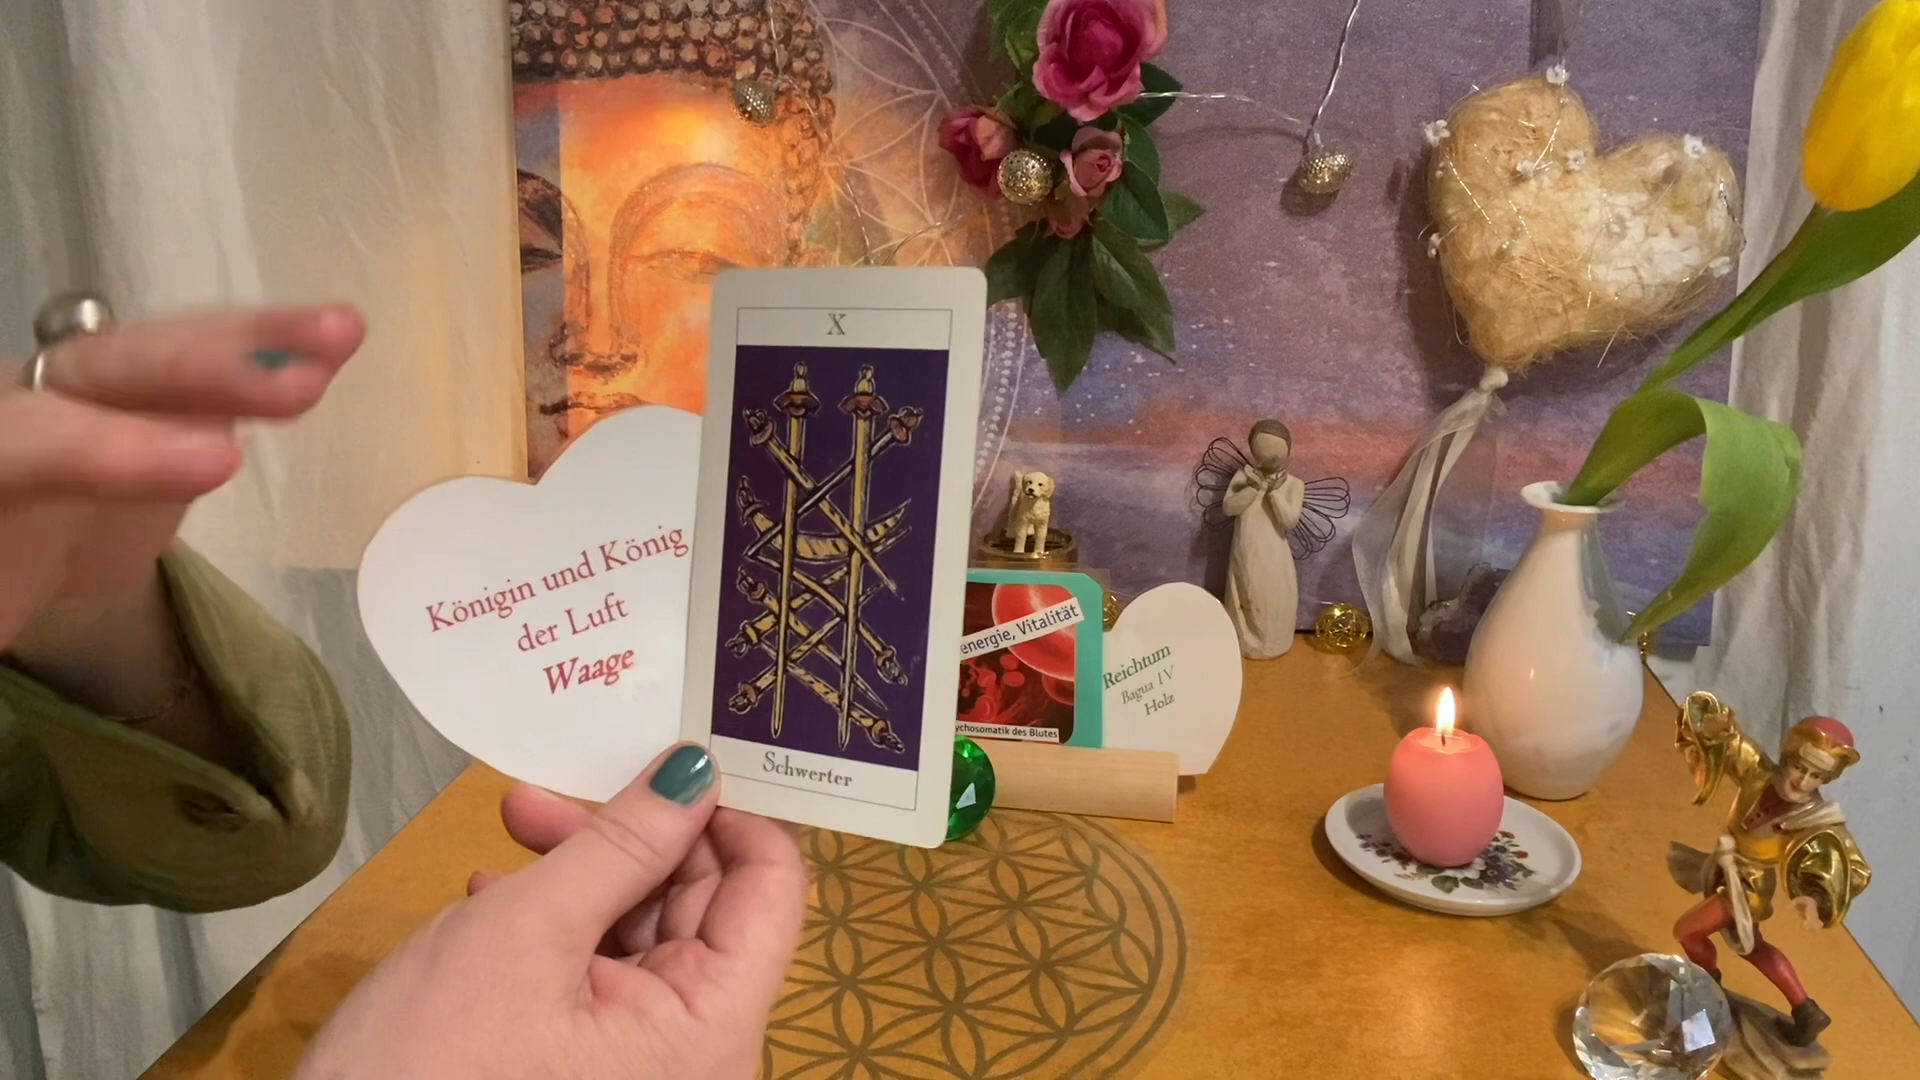 Königin und König
der Luft
Waage
X
Schwerter
energie, Vitalität
ychosomatik des Blutes
Reichtum
Bagua IV
Holz